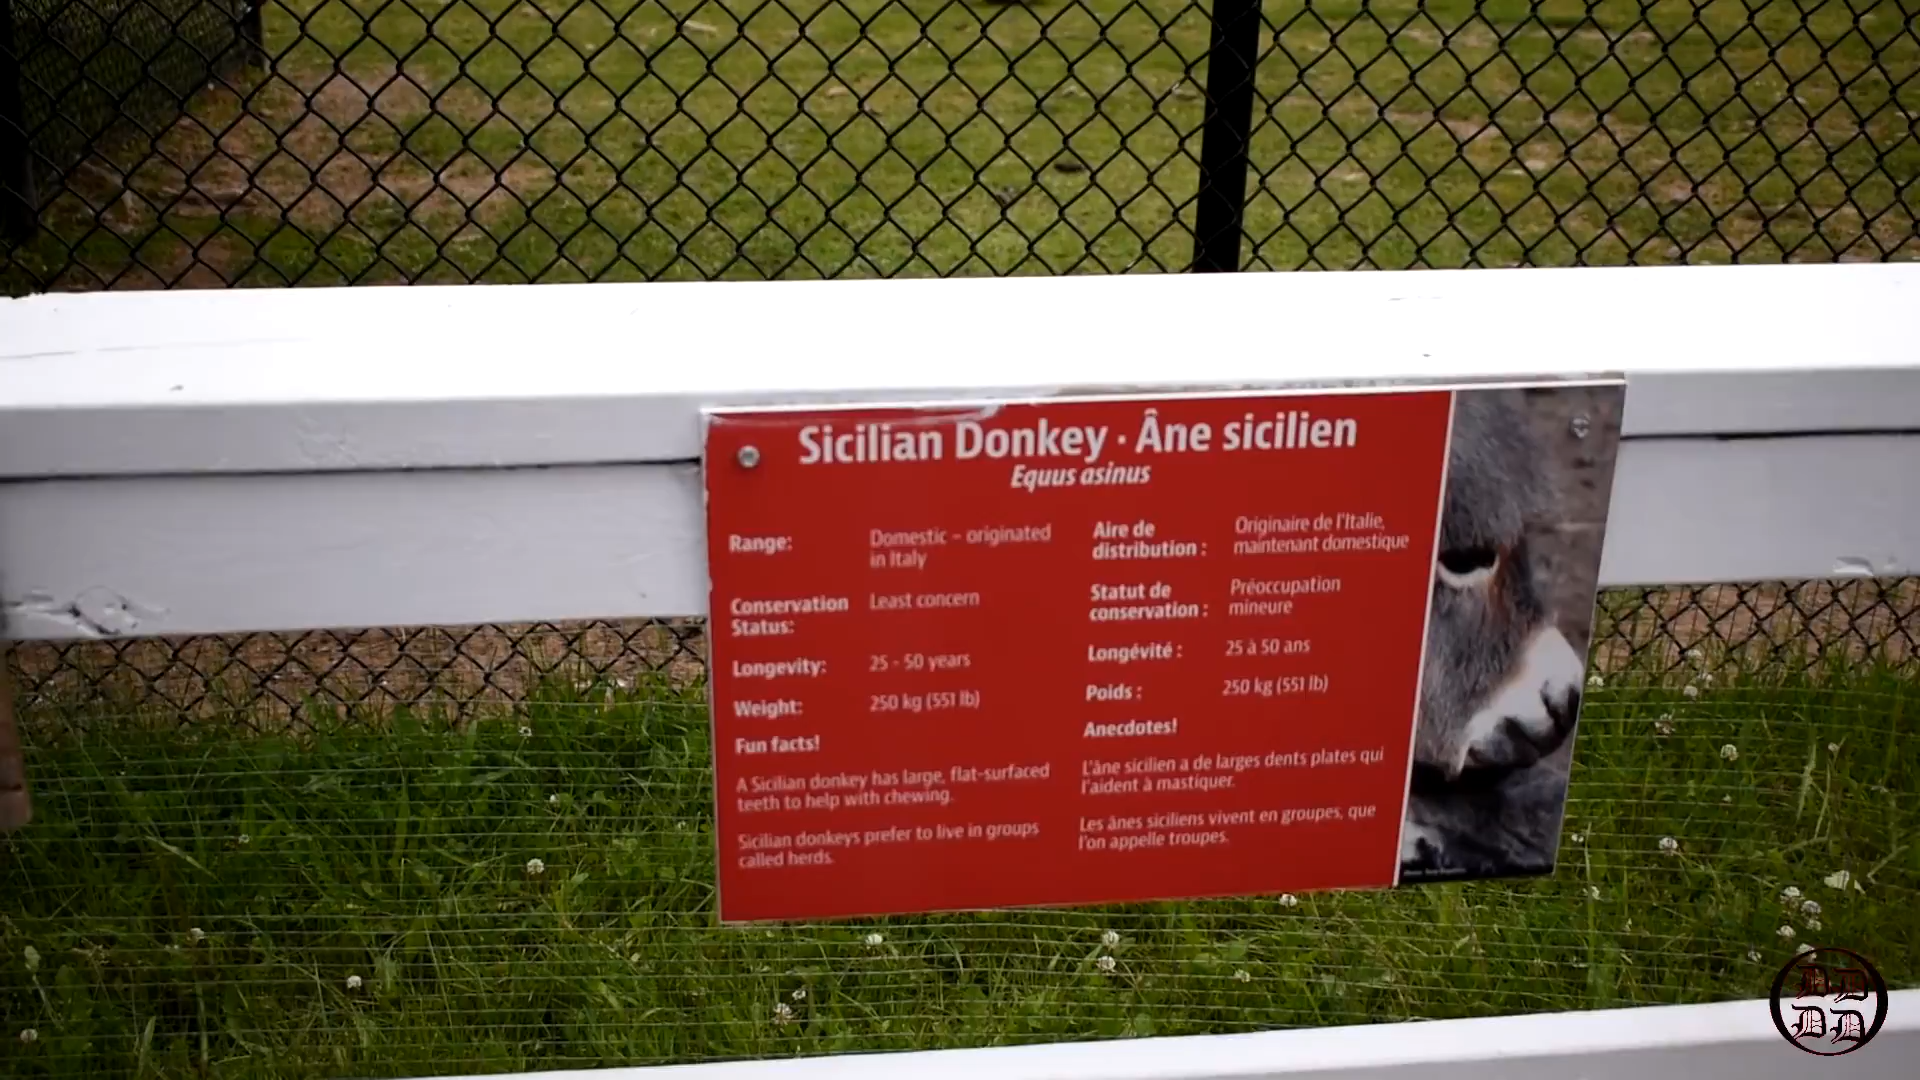 Sicilian Donkey · Âne sicilien
Equus asinus
Range:
Domestic - originated
in Italy
Conservation
Status:
Least concern
Longevity:
25 - 50 years
Weight:
250 kg (551 lb)
Fun facts!
A Sicilian donkey has large, flat-surfaced
teeth to help with chewing.
Sicilian donkeys prefer to live in groups
called herds.
Aire de
distribution :
Originaire de l'Italie,
maintenant domestique
Statut de
conservation :
Préoccupation
mineure
Longévité :
25 à 50 ans
Poids :
250 kg (551 lb)
Anecdotes!
L'âne sicilien a de larges dents plates qui
l'aident à mastiquer.
Les ânes siciliens vivent en groupes, que
l'on appelle troupes.
DD
DD